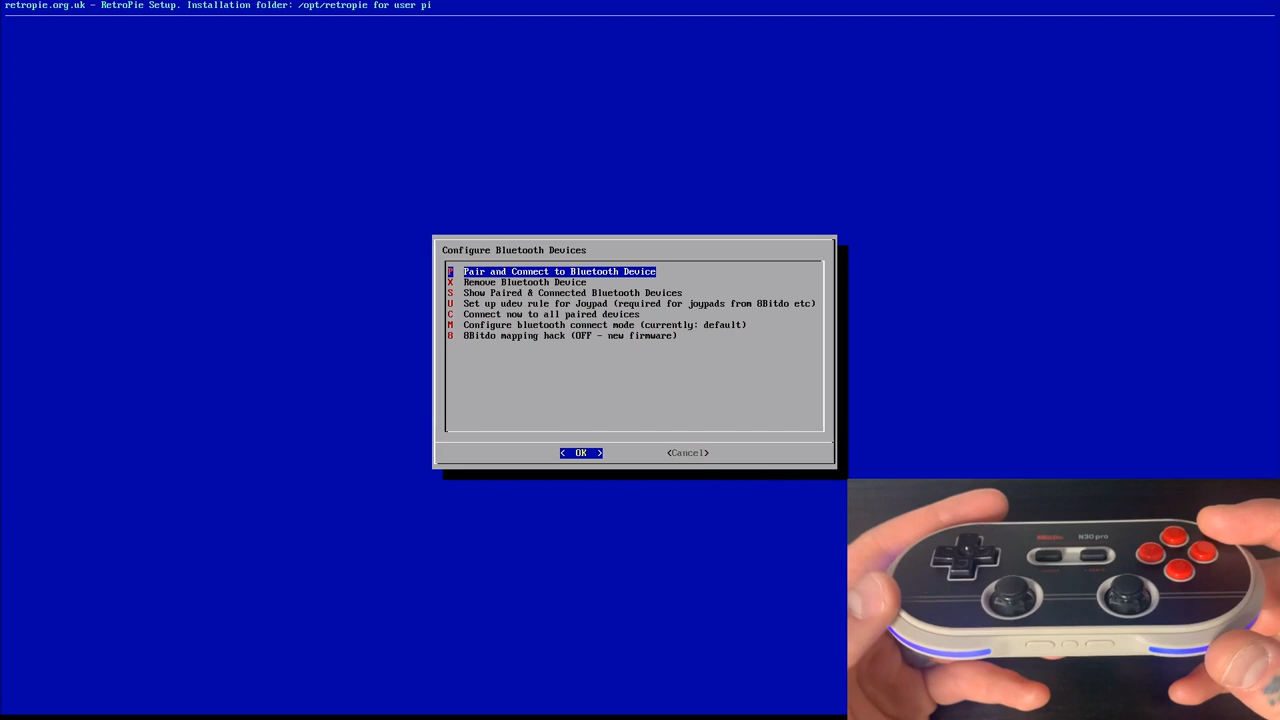 retropie.org.uk - RetroPie Setup. Installation folder: /opt/retropie for user pi
Configure Bluetooth Devices
P Pair and Connect to Bluetooth Device
X Remove Bluetooth Device
S Show Paired & Connected Bluetooth Devices
U Set up udev rule for Joypad (required for joypads from 8Bitdo etc)
C Connect now to all paired devices
M Configure bluetooth connect mode (currently: default)
8 8Bitdo mapping hack (OFF - new firmware)
< OK > <Cancel>
N30 pro